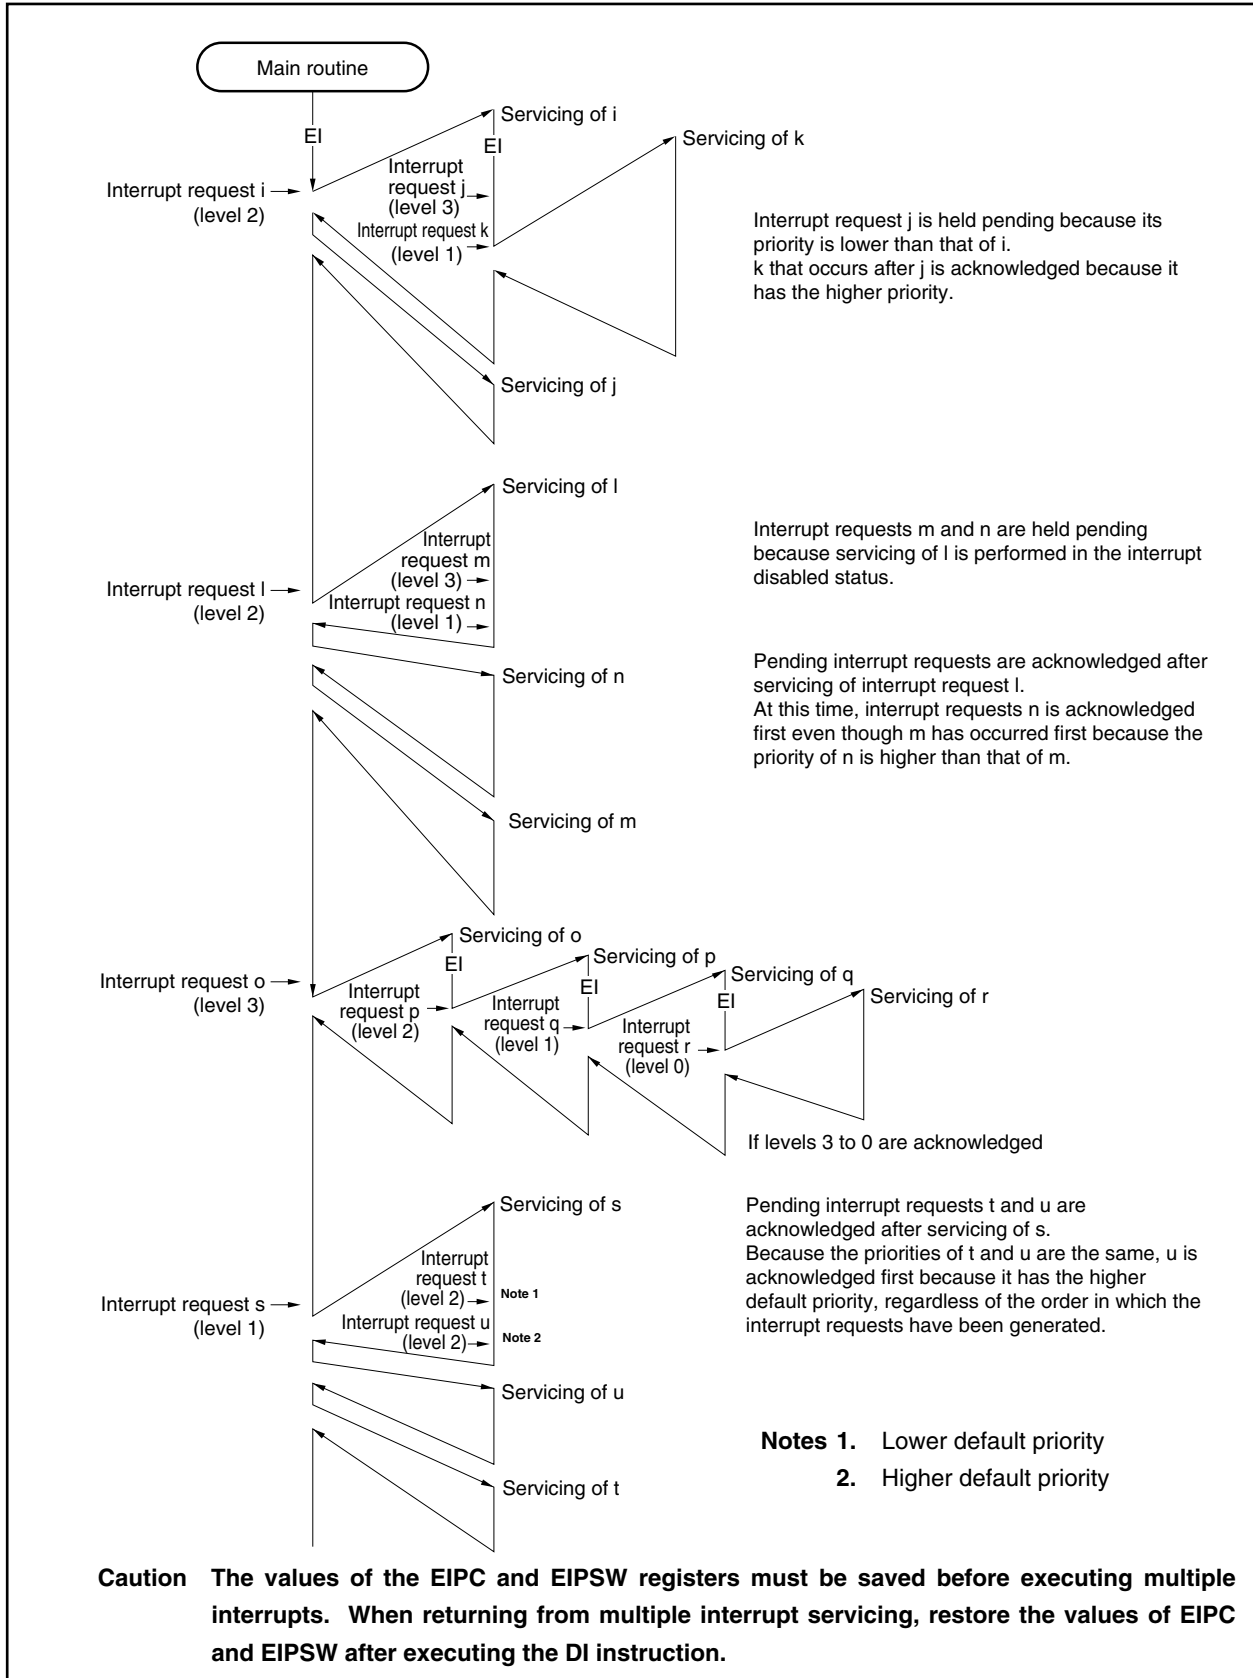 Main routine
EI
Servicing of i
EI
Servicing of k
Interrupt request i
(level 2)
Interrupt
request j
(level 3)
Interrupt request k
(level 1)
Interrupt request j is held pending because its
priority is lower than that of i.
k that occurs after j is acknowledged because it
has the higher priority.
Servicing of j
Servicing of l
Interrupt request l
(level 2)
Interrupt
request m
(level 3)
Interrupt request n
(level 1)
Interrupt requests m and n are held pending
because servicing of l is performed in the interrupt
disabled status.
Servicing of n
Pending interrupt requests are acknowledged after
servicing of interrupt request l.
At this time, interrupt requests n is acknowledged
first even though m has occurred first because the
priority of n is higher than that of m.
Servicing of m
Servicing of o
EI
Servicing of p
EI
Servicing of q
EI
Servicing of r
Interrupt request o
(level 3)
Interrupt
request p
(level 2)
Interrupt
request q
(level 1)
Interrupt
request r
(level 0)
If levels 3 to 0 are acknowledged
Servicing of s
Interrupt request s
(level 1)
Interrupt
request t
(level 2)
Note 1
Interrupt request u
(level 2)
Note 2
Pending interrupt requests t and u are
acknowledged after servicing of s.
Because the priorities of t and u are the same, u is
acknowledged first because it has the higher
default priority, regardless of the order in which the
interrupt requests have been generated.
Servicing of u
Servicing of t
Notes 1. Lower default priority
2. Higher default priority
Caution The values of the EIPC and EIPSW registers must be saved before executing multiple
interrupts. When returning from multiple interrupt servicing, restore the values of EIPC
and EIPSW after executing the DI instruction.